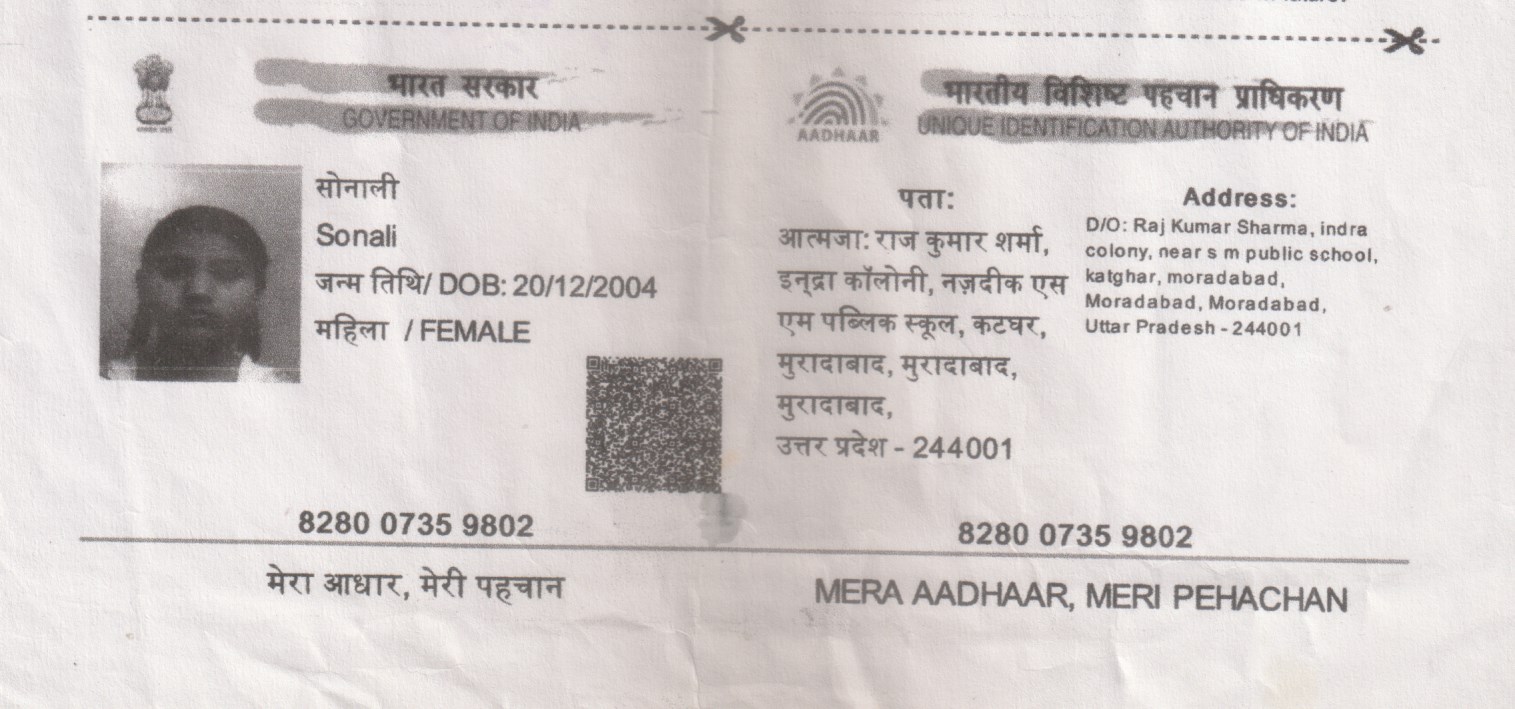 भारत सरकार
GOVERNMENT OF INDIA
सोनाली
Sonali
जन्म तिथि/ DOB: 20/12/2004
महिला / FEMALE
8280 0735 9802
मेरा आधार, मेरी पहचान
AADHAAR
भारतीय विशिष्ट पहचान प्राधिकरण
UNIQUE IDENTIFICATION AUTHORITY OF INDIA
पता:
आत्मजा: राज कुमार शर्मा,
इन्द्रा कॉलोनी, नज़दीक एस
एम पब्लिक स्कूल, कटघर,
मुरादाबाद, मुरादाबाद,
मुरादाबाद,
उत्तर प्रदेश - 244001
Address:
D/O: Raj Kumar Sharma, indra
colony, near s m public school,
katghar, moradabad,
Moradabad, Moradabad,
Uttar Pradesh - 244001
8280 0735 9802
MERA AADHAAR, MERI PEHACHAN